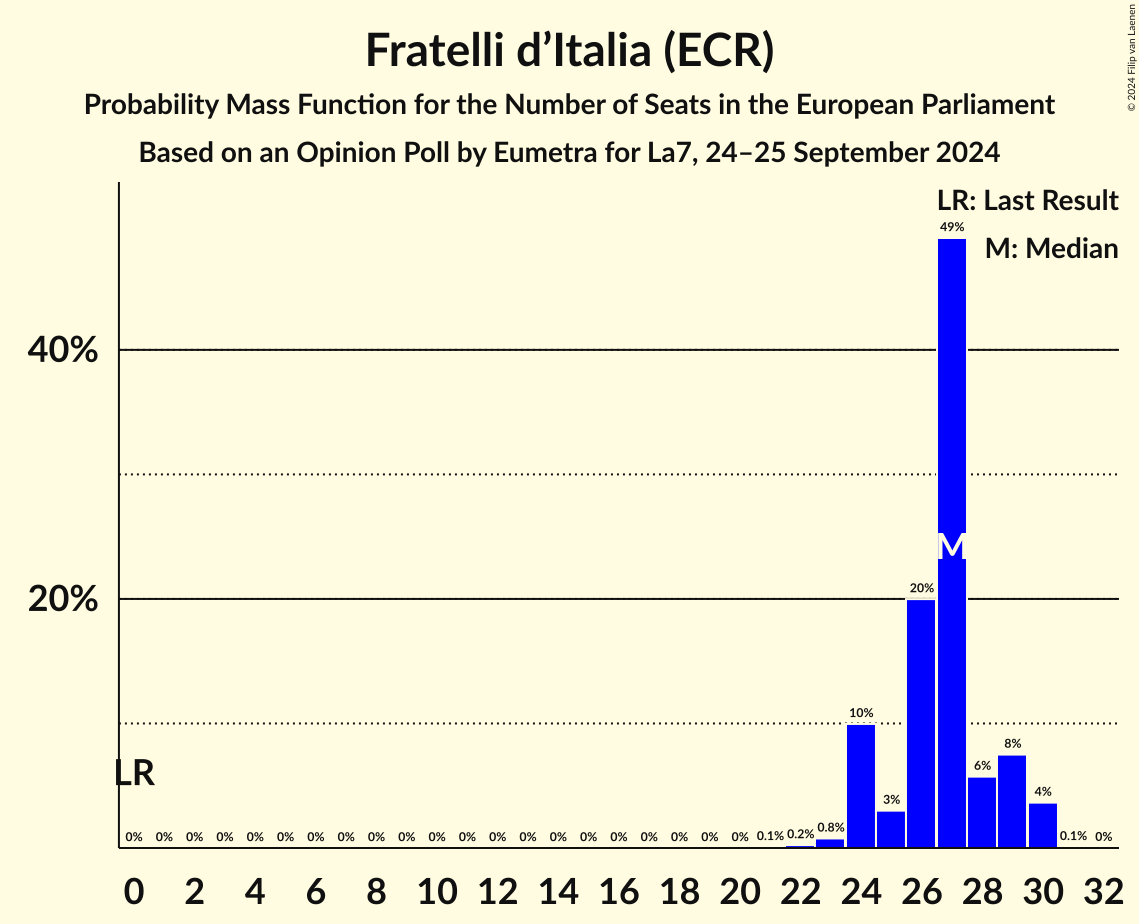 Fratelli d’Italia (ECR)
Probability Mass Function for the Number of Seats in the European Parliament
Based on an Opinion Poll by Eumetra for La7, 24–25 September 2024
© 2024 Filip van Laenen
LR: Last Result
M: Median
49%
40%
M
20%
20%
10%
LR
8%
6%
4%
3%
0% 0% 0% 0% 0% 0% 0% 0% 0% 0% 0% 0% 0% 0% 0% 0% 0% 0% 0% 0% 0% 0.1% 0.2% 0.8% 0.1% 0%
0 2 4 6 8 10 12 14 16 18 20 22 24 26 28 30 32